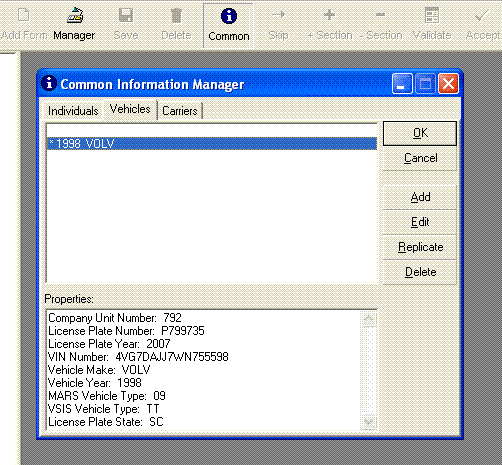 Add Form Manager Save Delete Common Skip + Section - Section Validate Accept
Common Information Manager
Individuals Vehicles Carriers
* 1998 VOLV
OK
Cancel
Add
Edit
Replicate
Delete
Properties:
Company Unit Number: 792
License Plate Number: P799735
License Plate Year: 2007
VIN Number: 4VG7DAJJ7WN755598
Vehicle Make: VOLV
Vehicle Year: 1998
MARS Vehicle Type: 09
VSIS Vehicle Type: TT
License Plate State: SC